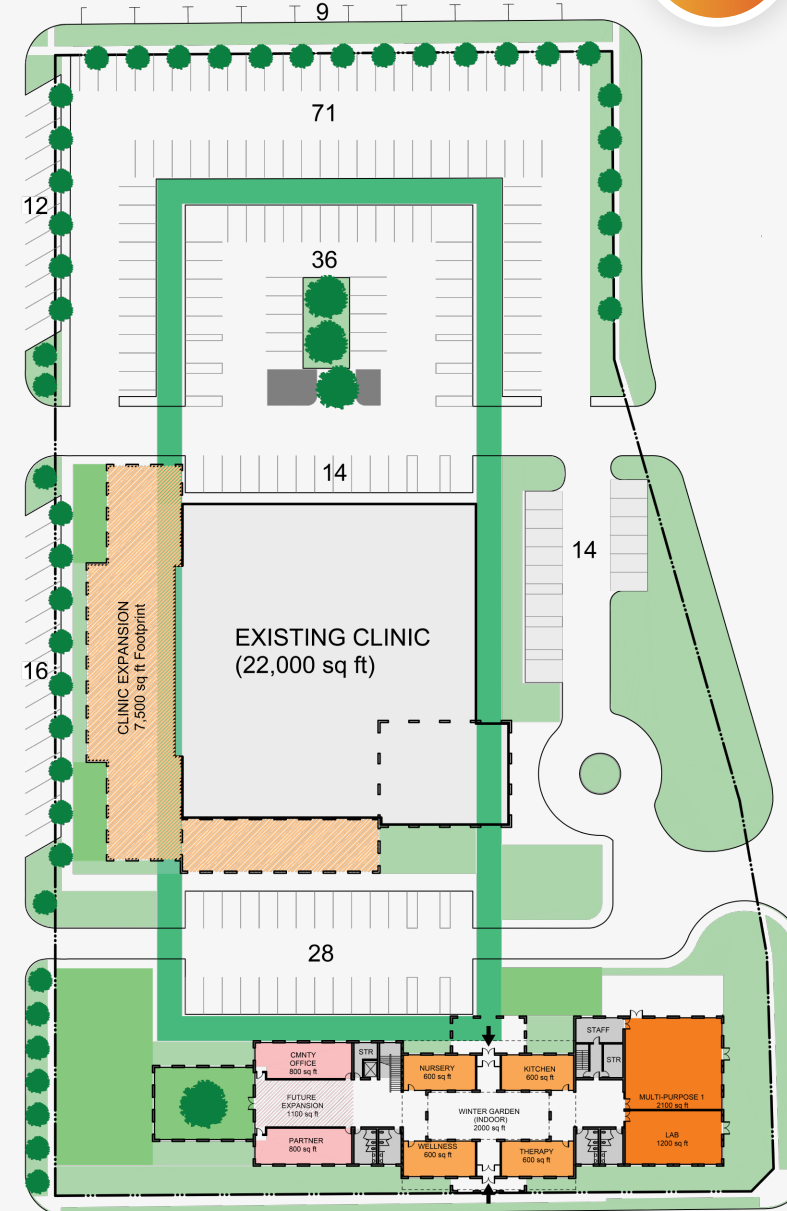 9
71
12
36
14
14
EXISTING CLINIC
(22,000 sq ft)
CLINIC EXPANSION
7,500 sq ft Footprint
16
28
STAFF
CMNTY
OFFICE
800 sq ft
STR
NURSERY
600 sq ft
KITCHEN
600 sq ft
STR
FUTURE
EXPANSION
1100 sq ft
WINTER GARDEN
(INDOOR)
2000 sq ft
MULTI-PURPOSE 1
2100 sq ft
PARTNER
800 sq ft
WELLNESS
600 sq ft
THERAPY
600 sq ft
LAB
1200 sq ft